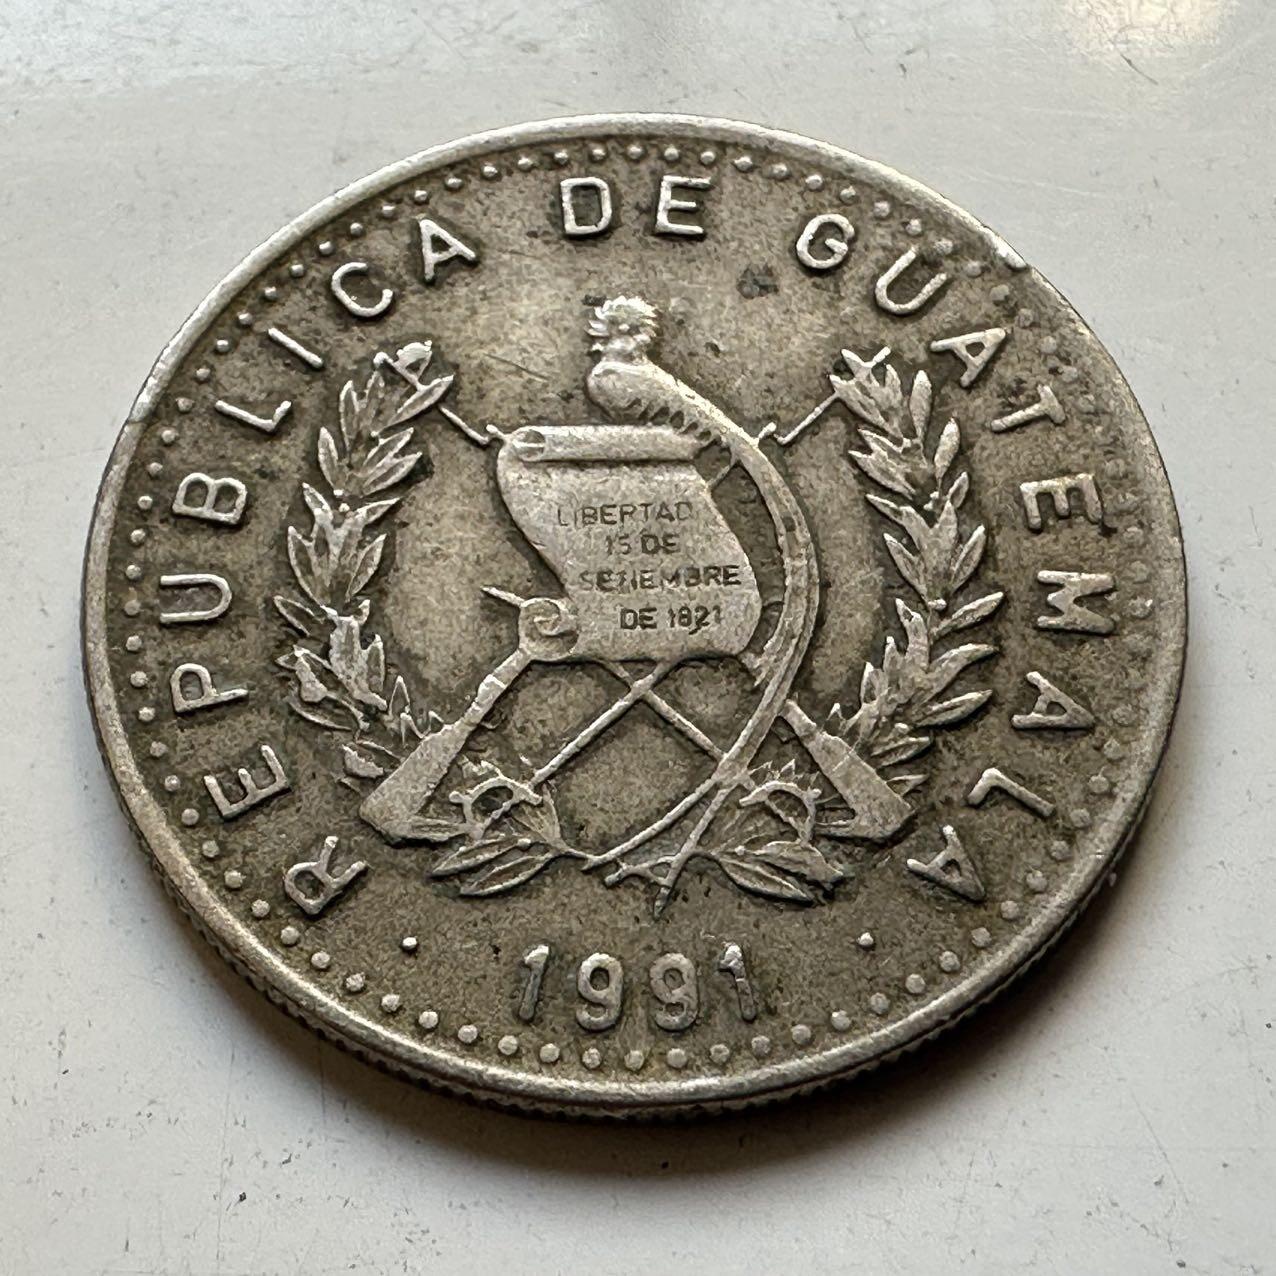 REPUBLICA DE GUATEMALA
LIBERTAD
15 DE
SETIEMBRE
DE 1821
1991